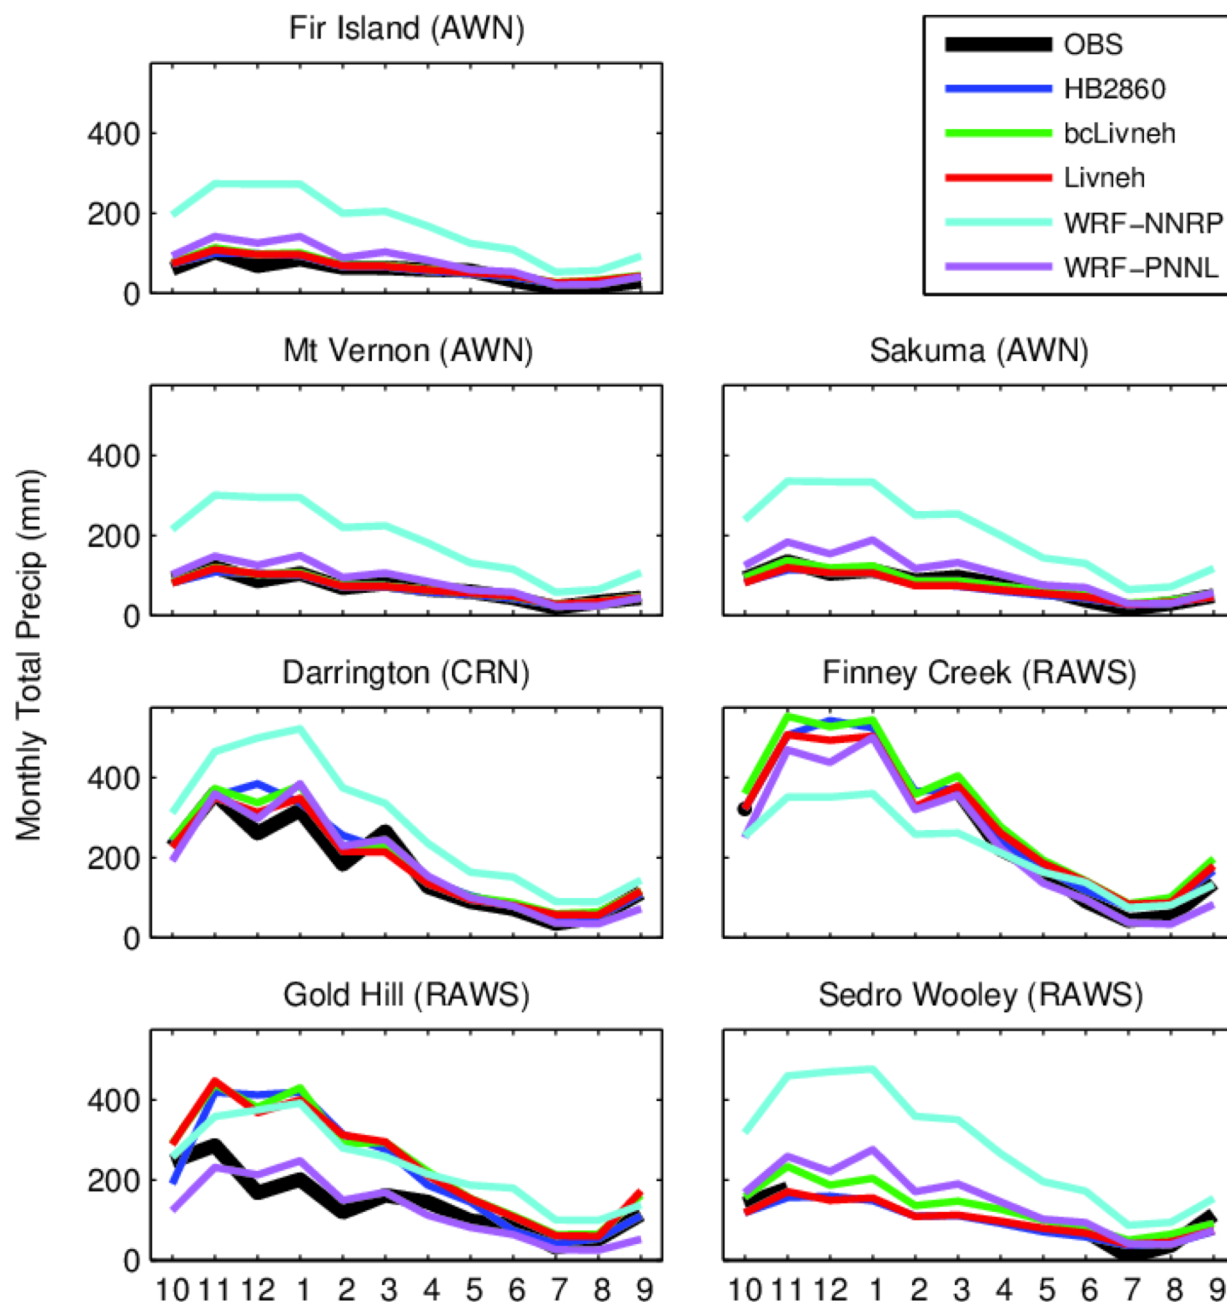 Fir Island (AWN)
OBS
HB2860
bcLivneh
Livneh
WRF-NNRP
WRF-PNNL
400
200
0
Mt Vernon (AWN)
Sakuma (AWN)
400
200
0
Monthly Total Precip (mm)
Darrington (CRN)
Finney Creek (RAWS)
400
200
0
Gold Hill (RAWS)
Sedro Wooley (RAWS)
400
200
0
10 11 12 1 2 3 4 5 6 7 8 9
10 11 12 1 2 3 4 5 6 7 8 9